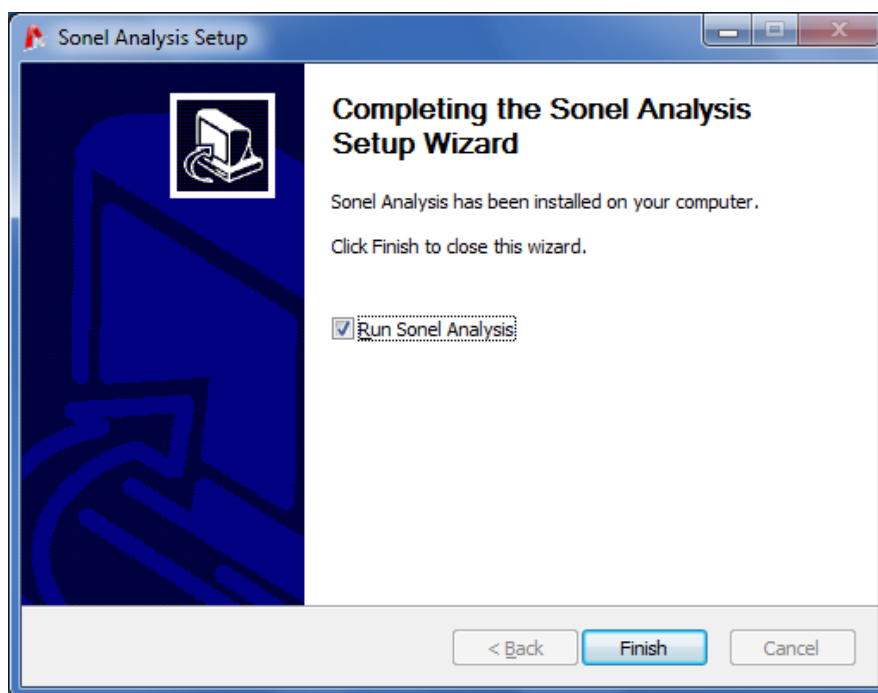 Sonel Analysis Setup
Completing the Sonel Analysis
Setup Wizard
Sonel Analysis has been installed on your computer.
Click Finish to close this wizard.
Run Sonel Analysis
< Back
Finish
Cancel